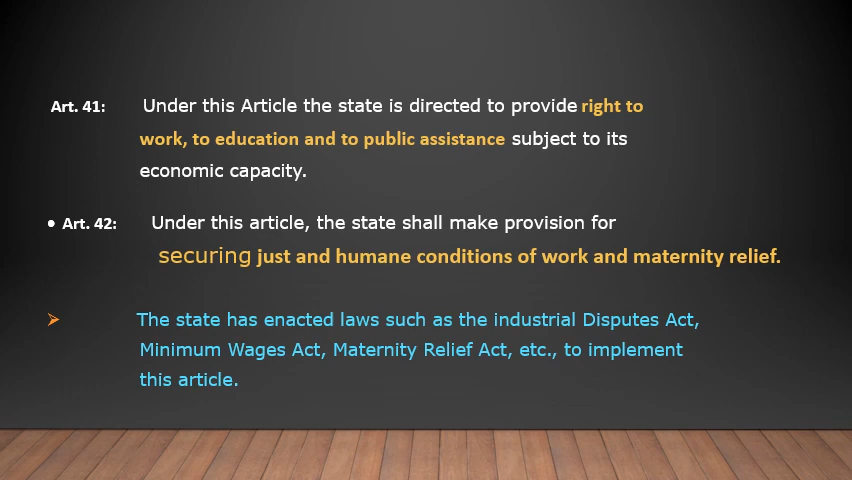 Art. 41: Under this Article the state is directed to provide right to
work, to education and to public assistance subject to its
economic capacity.
• Art. 42: Under this article, the state shall make provision for
securing just and humane conditions of work and maternity relief.
➢ The state has enacted laws such as the industrial Disputes Act,
Minimum Wages Act, Maternity Relief Act, etc., to implement
this article.